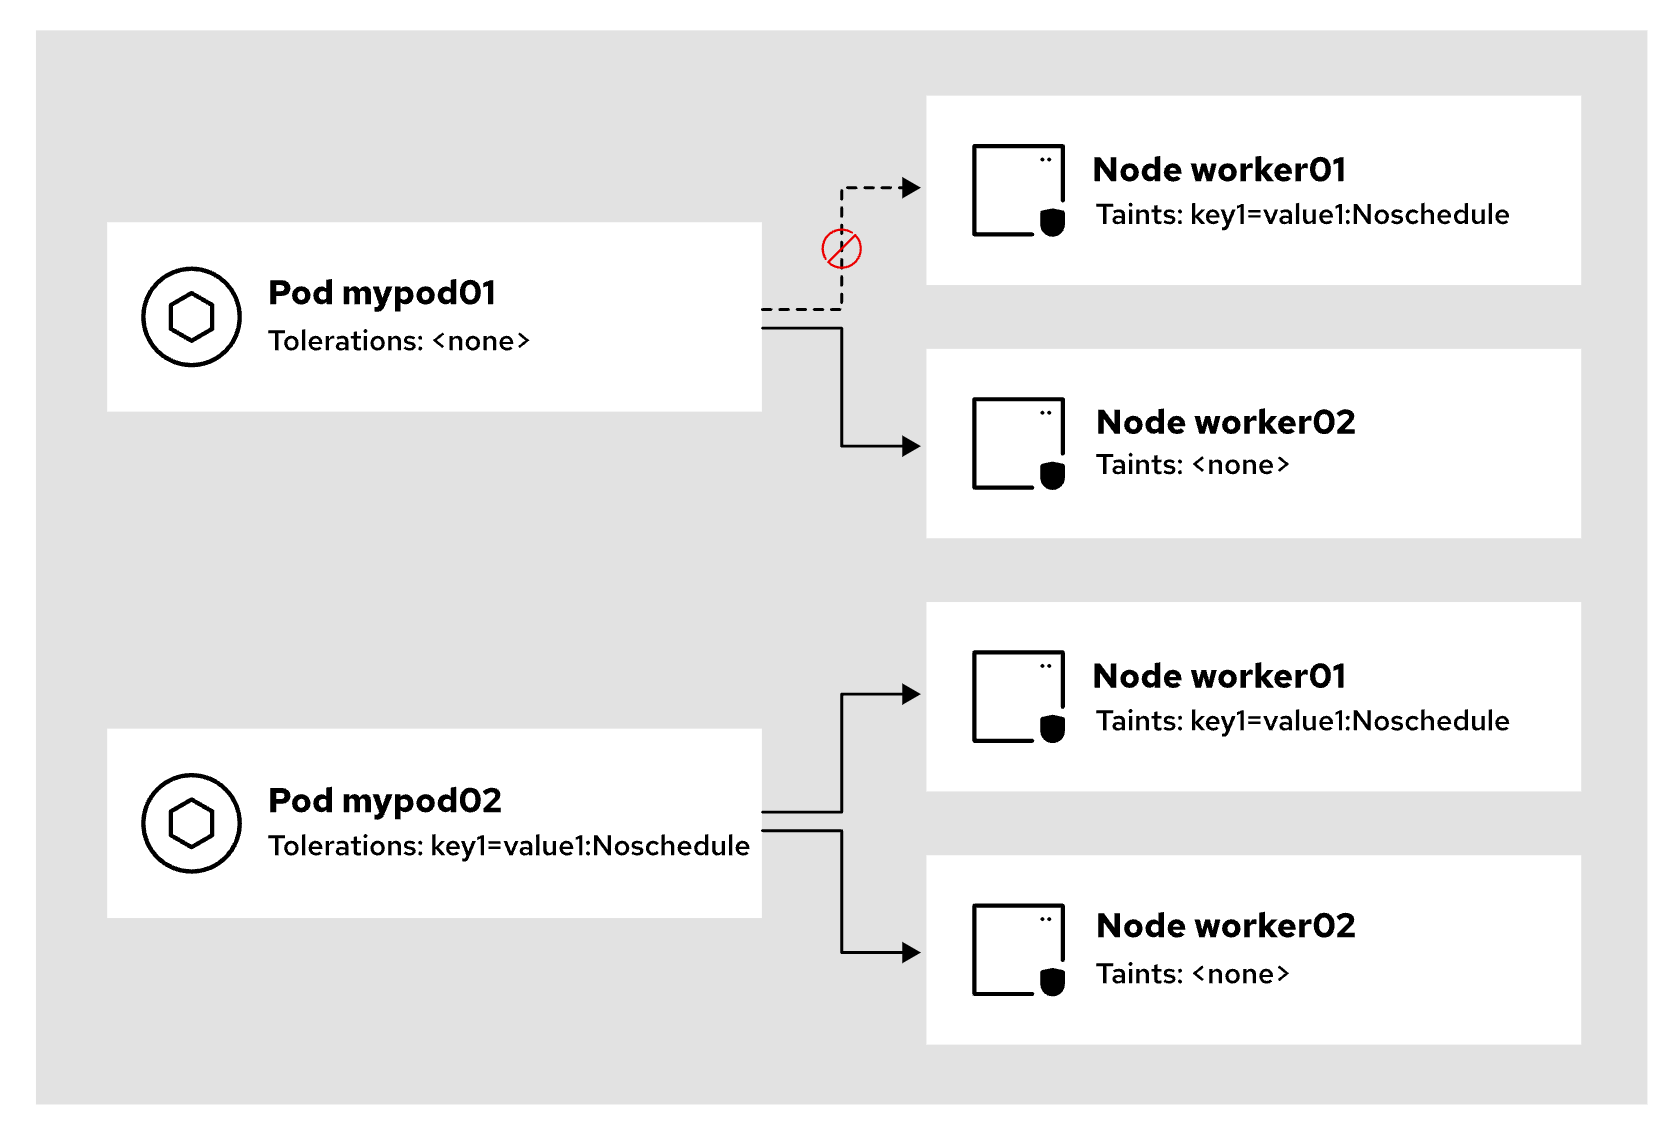 Pod mypod01
Tolerations: <none>
Node worker01
Taints: key1=value1:Noschedule
Node worker02
Taints: <none>
Pod mypod02
Tolerations: key1=value1:Noschedule
Node worker01
Taints: key1=value1:Noschedule
Node worker02
Taints: <none>